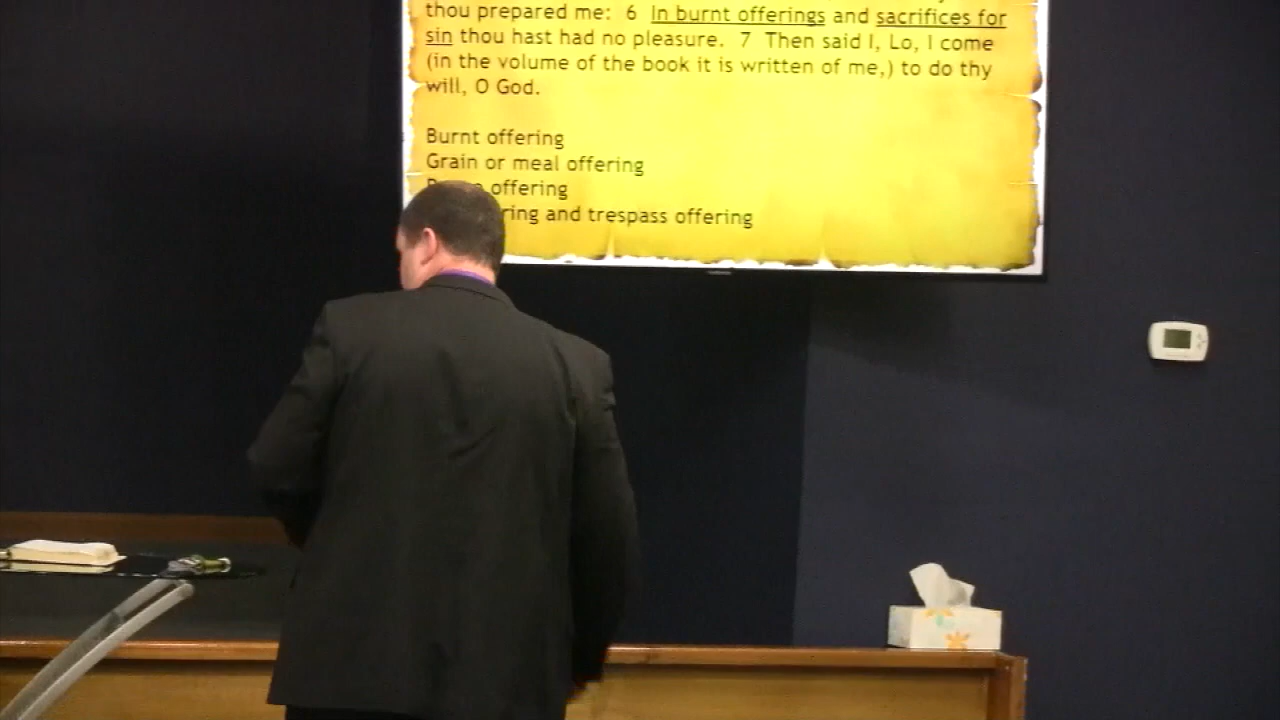 thou prepared me: 6 In burnt offerings and sacrifices for
sin thou hast had no pleasure. 7 Then said I, Lo, I come
(in the volume of the book it is written of me,) to do thy
will, O God.
Burnt offering
Grain or meal offering
offering
and trespass offering